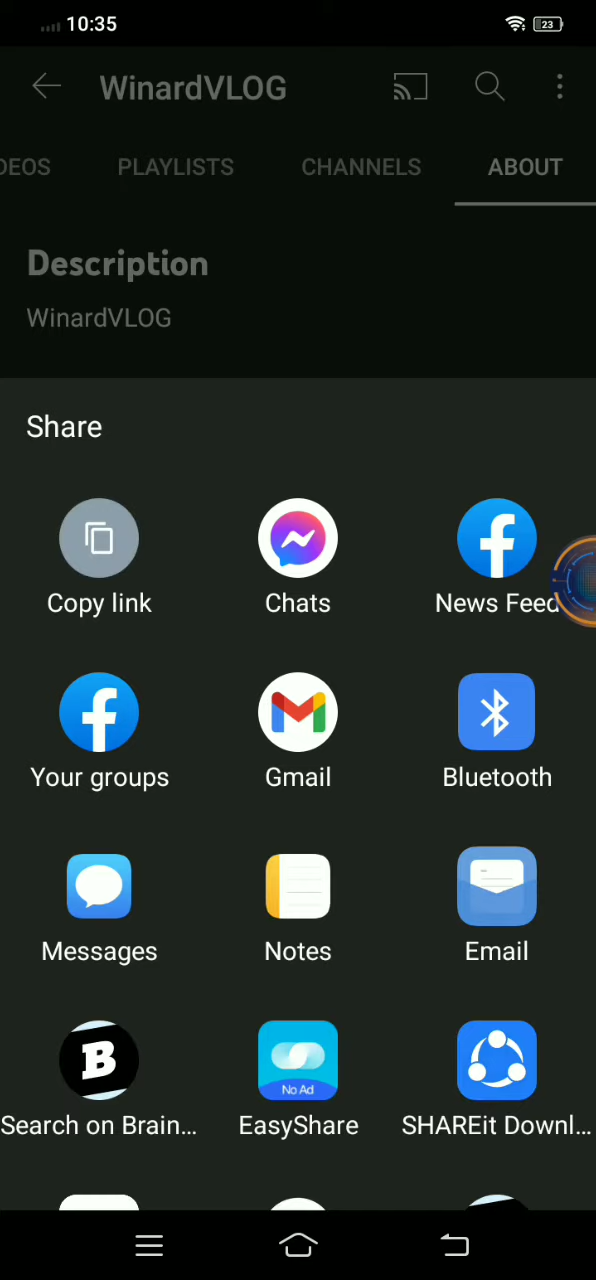 10:35
23
WinardVLOG
DEOS PLAYLISTS CHANNELS ABOUT
Description
WinardVLOG
Share
Copy link Chats News Feed
Your groups Gmail Bluetooth
Messages Notes Email
B
No Ad
Search on Brain... EasyShare SHAREit Downl...